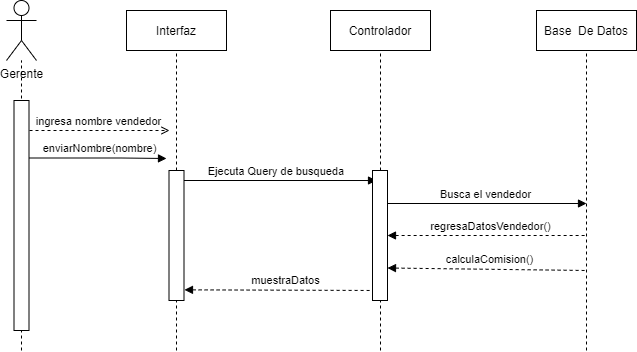 Interfaz
Controlador
Base De Datos
Gerente
ingresa nombre vendedor
enviarNombre(nombre)
Ejecuta Query de busqueda
Busca el vendedor
regresaDatosVendedor()
calculaComision()
muestraDatos